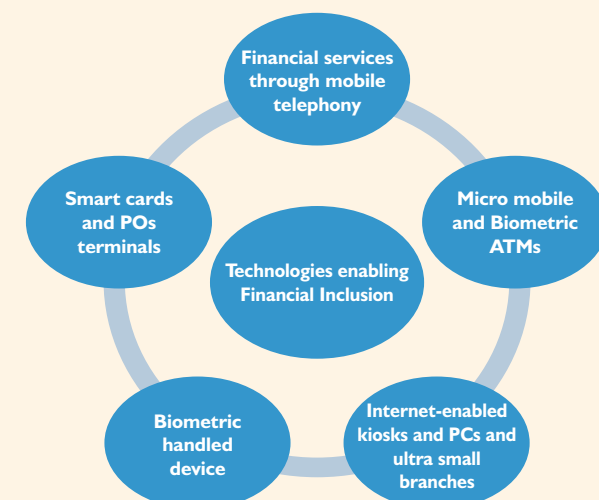 Financial services
through mobile
telephony
Smart cards
and POs
terminals
Micro mobile
and Biometric
ATMs
Technologies enabling
Financial Inclusion
Biometric
handled
device
Internet-enabled
kiosks and PCs and
ultra small
branches